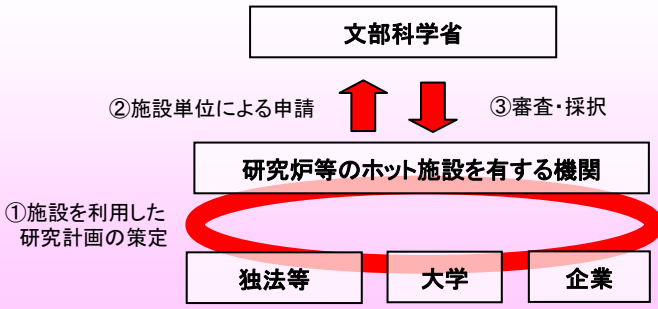 文部科学省
②施設単位による申請
③審査・採択
研究炉等のホット施設を有する機関
①施設を利用した
研究計画の策定
独法等
大学
企業